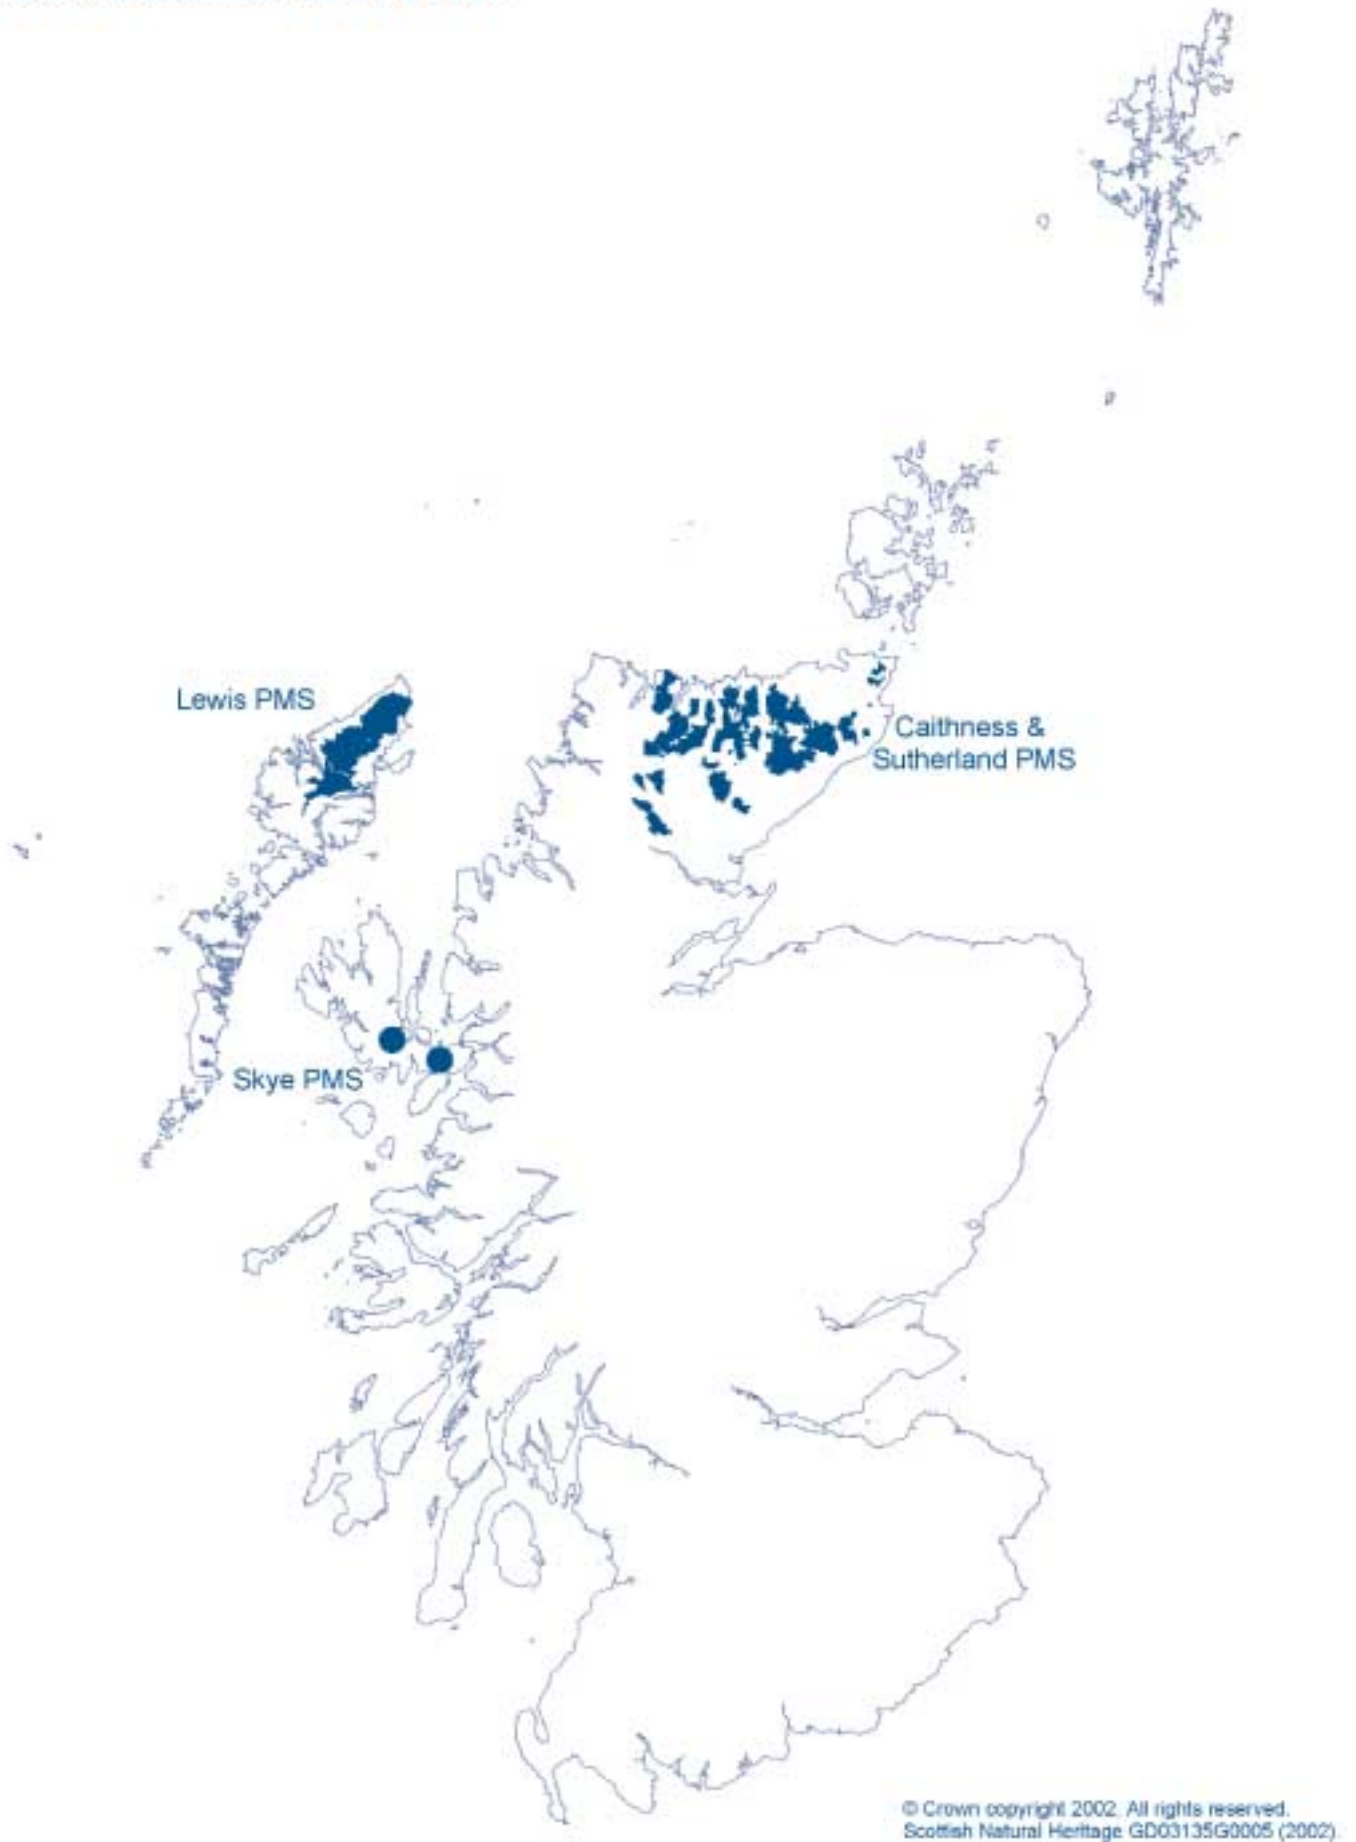 Lewis PMS
Caithness &
Sutherland PMS
Skye PMS
© Crown copyright 2002. All rights reserved.
Scottish Natural Heritage GD03135G0005 (2002).